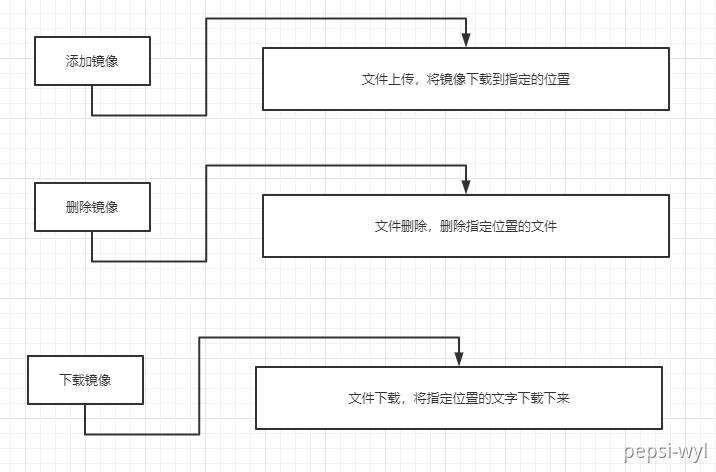 添加镜像
文件上传，将镜像下载到指定的位置
删除镜像
文件删除，删除指定位置的文件
下载镜像
文件下载，将指定位置的文字下载下来
pepsi-wyl